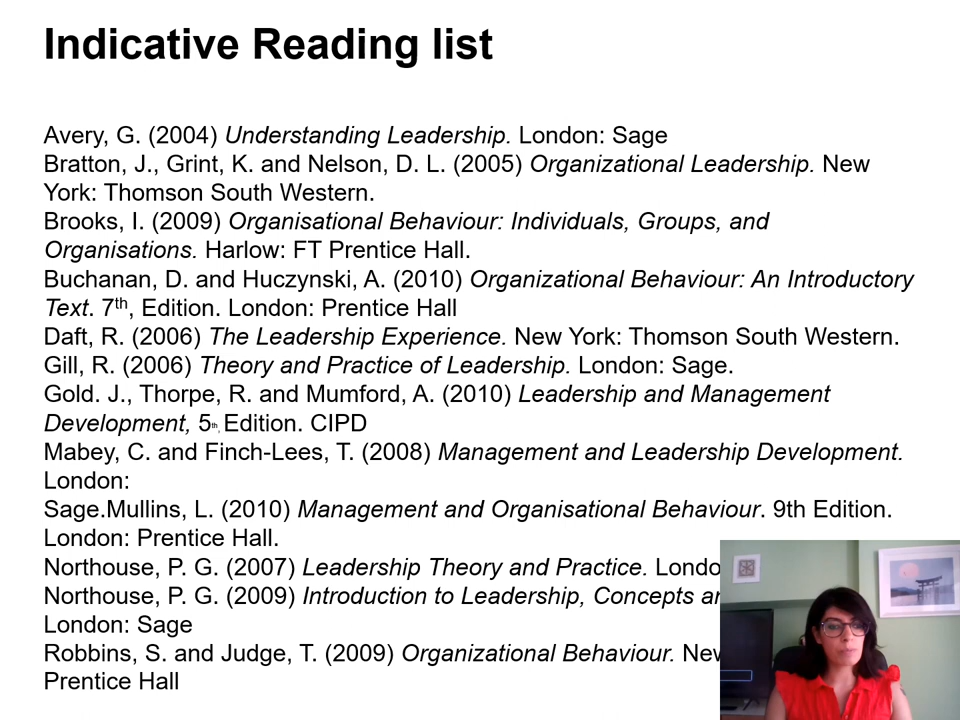 Indicative Reading list
Avery, G. (2004) Understanding Leadership. London: Sage
Bratton, J., Grint, K. and Nelson, D. L. (2005) Organizational Leadership. New
York: Thomson South Western.
Brooks, I. (2009) Organisational Behaviour: Individuals, Groups, and
Organisations. Harlow: FT Prentice Hall.
Buchanan, D. and Huczynski, A. (2010) Organizational Behaviour: An Introductory
Text. 7th, Edition. London: Prentice Hall
Daft, R. (2006) The Leadership Experience. New York: Thomson South Western.
Gill, R. (2006) Theory and Practice of Leadership. London: Sage.
Gold. J., Thorpe, R. and Mumford, A. (2010) Leadership and Management
Development, 5th, Edition. CIPD
Mabey, C. and Finch-Lees, T. (2008) Management and Leadership Development.
London:
Sage.Mullins, L. (2010) Management and Organisational Behaviour. 9th Edition.
London: Prentice Hall.
Northouse, P. G. (2007) Leadership Theory and Practice.
Northouse, P. G. (2009) Introduction to Leadership, Concepts
London: Sage
Robbins, S. and Judge, T. (2009) Organizational Behaviour.
Prentice Hall